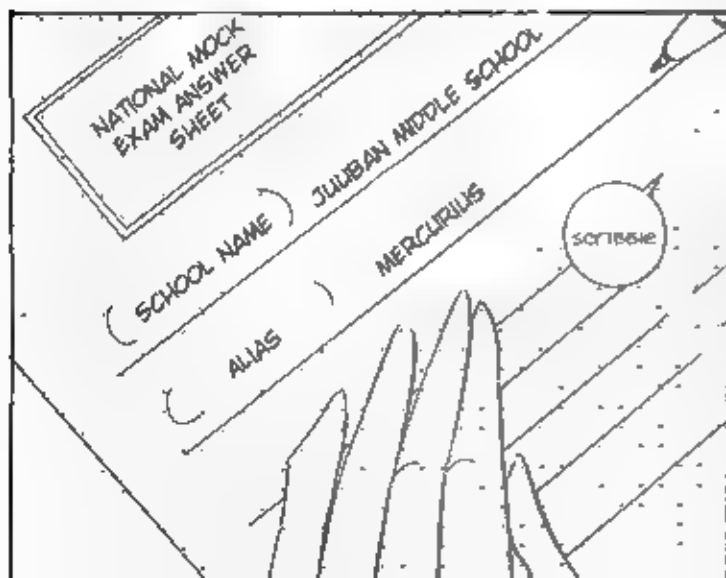 NATIONAL MOCK
EXAM ANSWER
SHEET
SCHOOL NAME JUUBAN MIDDLE SCHOOL
ALIAS MERCURIUS
SCRIBBLE